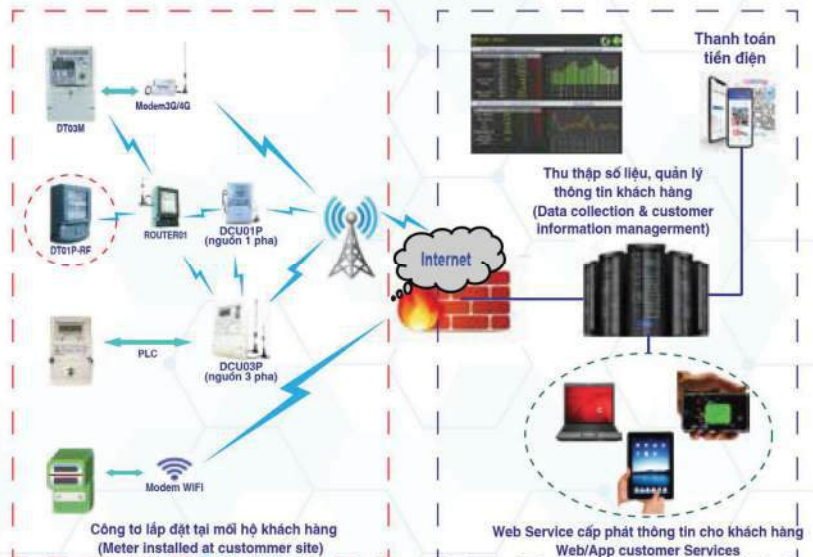 DT03M
Modem3G/4G
DT01P-RF
ROUTER01
DCU01P
(nguồn 1 pha)
PLC
DCU03P
(nguồn 3 pha)
Modem WIFI
Công tơ lắp đặt tại mỗi hộ khách hàng
(Meter installed at custommer site)
Internet
Thanh toán
tiền điện
Thu thập số liệu, quản lý
thông tin khách hàng
(Data collection & customer
information managerment)
Web Service cấp phát thông tin cho khách hàng
Web/App customer Services